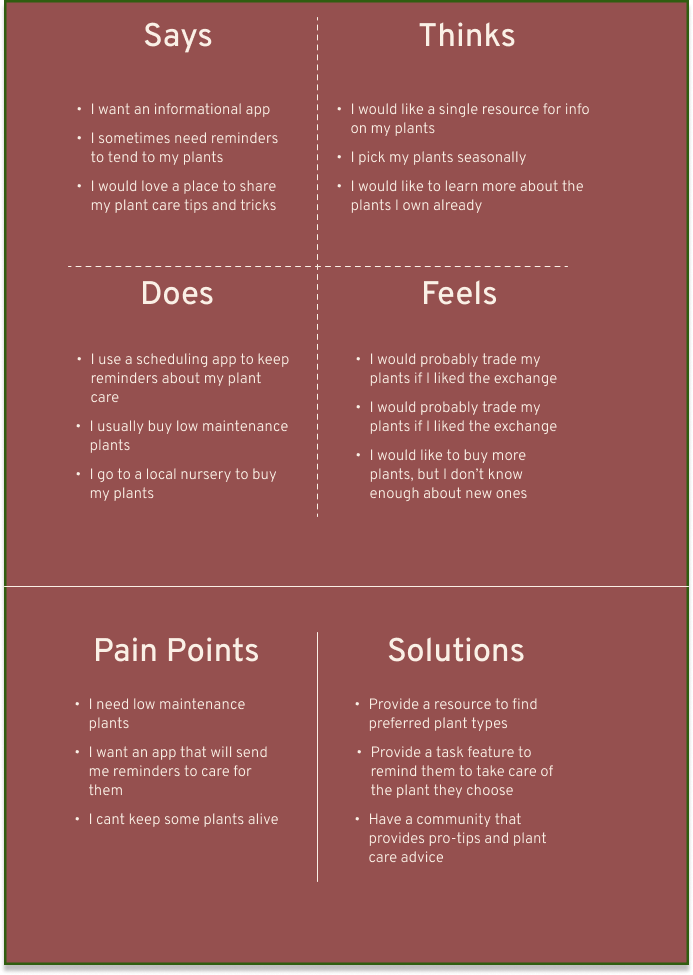 Says
• I want an informational app
• I sometimes need reminders
to tend to my plants
• I would love a place to share
my plant care tips and tricks
Thinks
• I would like a single resource for info
on my plants
• I pick my plants seasonally
• I would like to learn more about the
plants I own already
Does
• I use a scheduling app to keep
reminders about my plant
care
• I usually buy low maintenance
plants
• I go to a local nursery to buy
my plants
Feels
• I would probably trade my
plants if I liked the exchange
• I would probably trade my
plants if I liked the exchange
• I would like to buy more
plants, but I don't know
enough about new ones
Pain Points
• I need low maintenance
plants
• I want an app that will send
me reminders to care for
them
• I cant keep some plants alive
Solutions
• Provide a resource to find
preferred plant types
• Provide a task feature to
remind them to take care of
the plant they choose
• Have a community that
provides pro-tips and plant
care advice